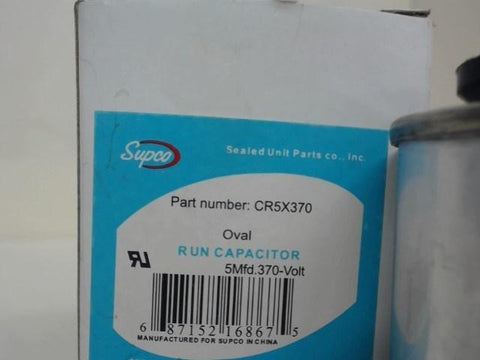 Supco
Sealed Unit Parts co., Inc.
Part number: CR5X370
Oval
RUN CAPACITOR
5Mfd.370-Volt
6 87152 16867 5
MANUFACTURED FOR SUPCO IN CHINA